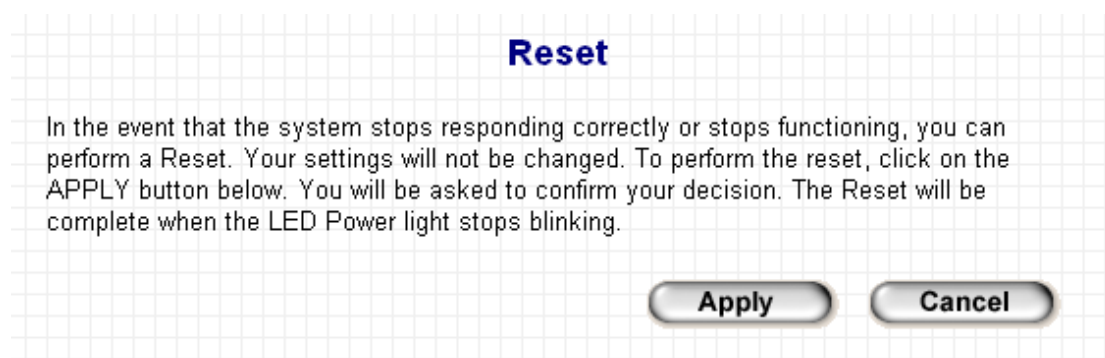 Reset
In the event that the system stops responding correctly or stops functioning, you can
perform a Reset. Your settings will not be changed. To perform the reset, click on the
APPLY button below. You will be asked to confirm your decision. The Reset will be
complete when the LED Power light stops blinking.
Apply Cancel